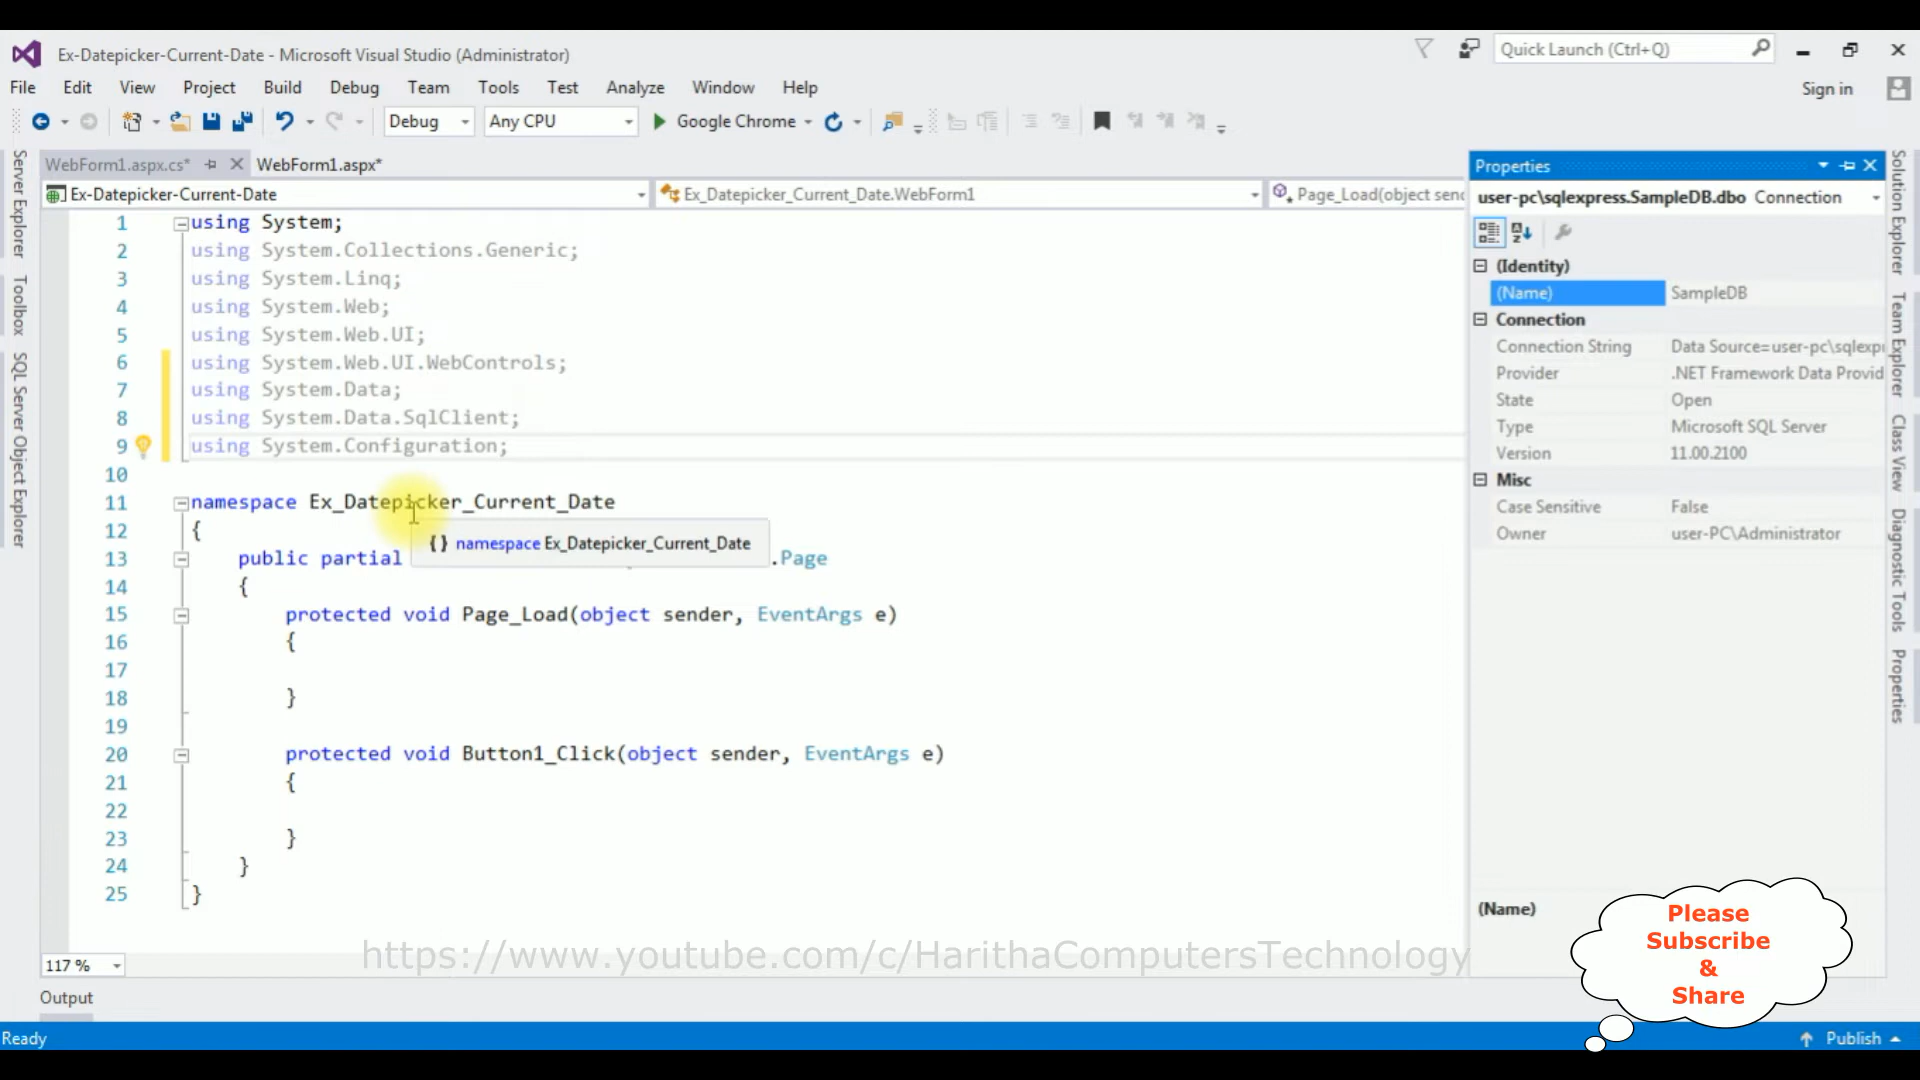 Ex-Datepicker-Current-Date - Microsoft Visual Studio (Administrator)
Quick Launch (Ctrl+Q)
File Edit View Project Build Debug Team Tools Test Analyze Window Help
Sign in
Debug Any CPU Google Chrome
WebForm1.aspx.cs* WebForm1.aspx*
Ex-Datepicker-Current-Date Ex_Datepicker_Current_Date.WebForm1 Page_Load(object send
Server Explorer
Toolbox
SQL Server Object Explorer
1 using System;
2 using System.Collections.Generic;
3 using System.Linq;
4 using System.Web;
5 using System.Web.UI;
6 using System.Web.UI.WebControls;
7 using System.Data;
8 using System.Data.SqlClient;
9 using System.Configuration;
10
11 namespace Ex_Datepicker_Current_Date
12 {
{} namespace Ex_Datepicker_Current_Date
13 public partial .Page
14 {
15 protected void Page_Load(object sender, EventArgs e)
16 {
17
18 }
19
20 protected void Button1_Click(object sender, EventArgs e)
21 {
22
23 }
24 }
25 }
117 %
Output
Ready
Publish
Properties
user-pc\sqlexpress.SampleDB.dbo Connection
(Identity)
(Name) SampleDB
Connection
Connection String Data Source=user-pc\sqlexp
Provider .NET Framework Data Provid
State Open
Type Microsoft SQL Server
Version 11.00.2100
Misc
Case Sensitive False
Owner user-PC\Administrator
(Name)
Solution Explorer
Team Explorer
Class View
Diagnostic Tools
Properties
https://www.youtube.com/c/HarithaComputersTechnology
Please
Subscribe
&
Share